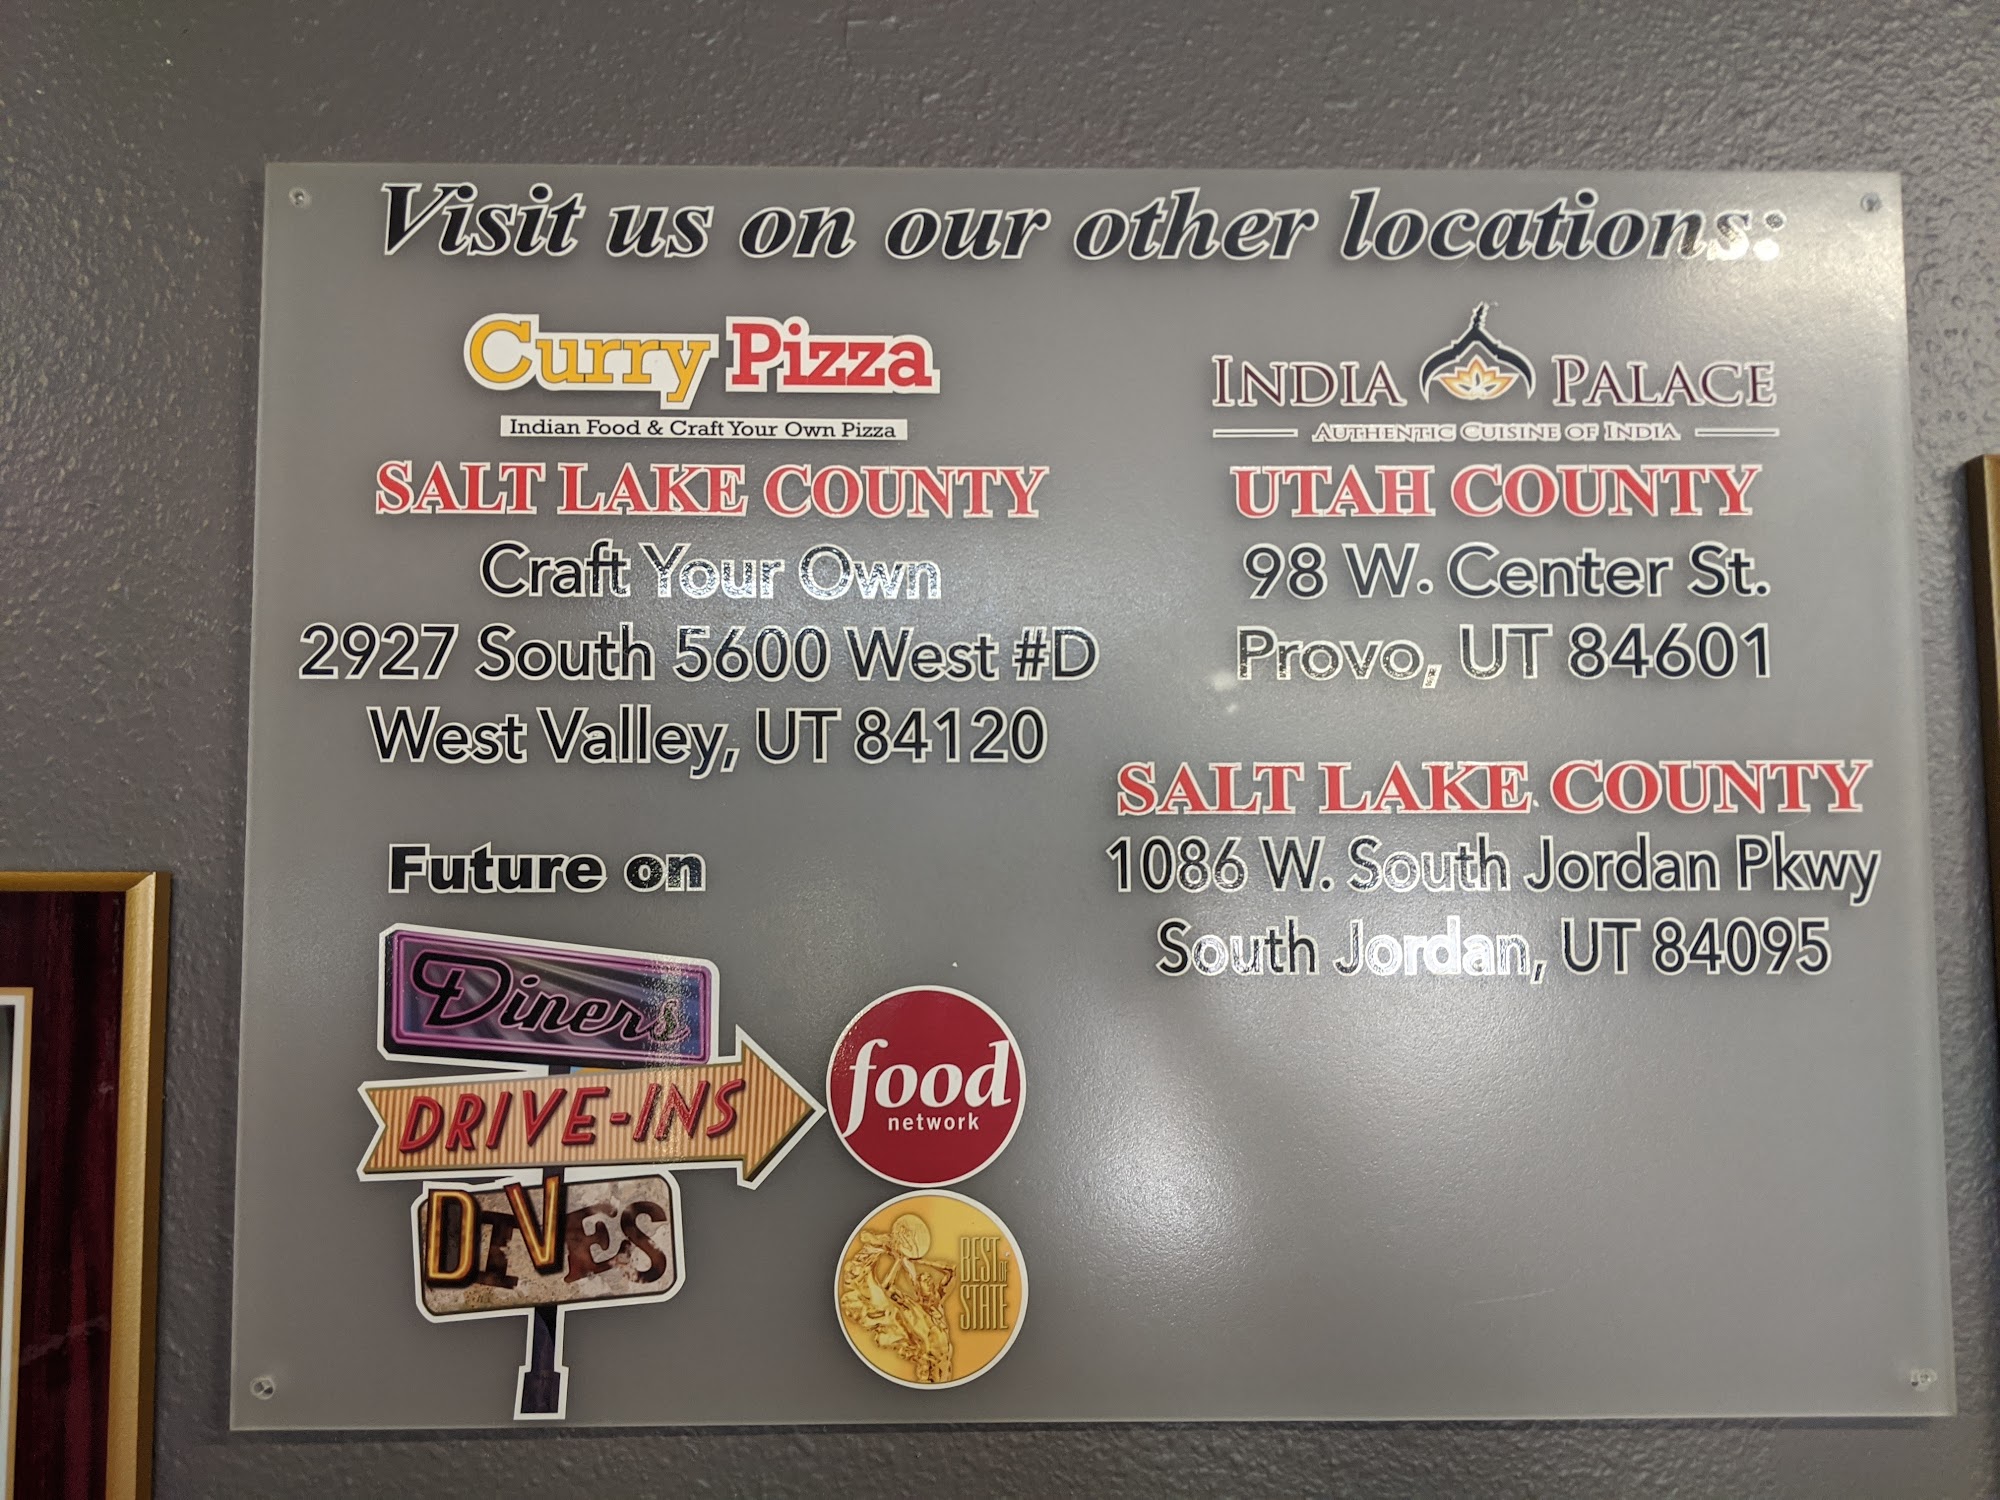 Visit us on our other locations:
Curry Pizza
Indian Food & Craft Your Own Pizza
SALT LAKE COUNTY
Craft Your Own
2927 South 5600 West #D
West Valley, UT 84120
Future on
Diners
DRIVE-INS
DIVES
food
network
BEST OF
STATE
INDIA PALACE
AUTHENTIC CUISINE OF INDIA
UTAH COUNTY
98 W. Center St.
Provo, UT 84601
SALT LAKE COUNTY
1086 W. South Jordan Pkwy
South Jordan, UT 84095